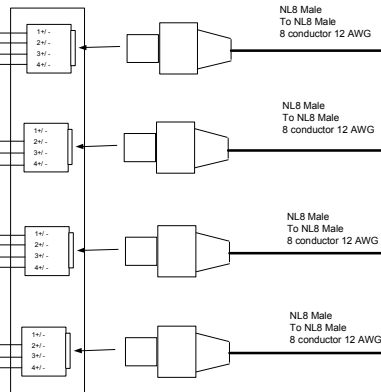 NL8 Male
To NL8 Male
8 conductor 12 AWG
1+/ -
2+/ -
3+/ -
4+/ -
NL8 Male
To NL8 Male
8 conductor 12 AWG
1+/ -
2+/ -
3+/ -
4+/ -
NL8 Male
To NL8 Male
8 conductor 12 AWG
1+/ -
2+/ -
3+/ -
4+/ -
NL8 Male
To NL8 Male
8 conductor 12 AWG
1+/ -
2+/ -
3+/ -
4+/ -